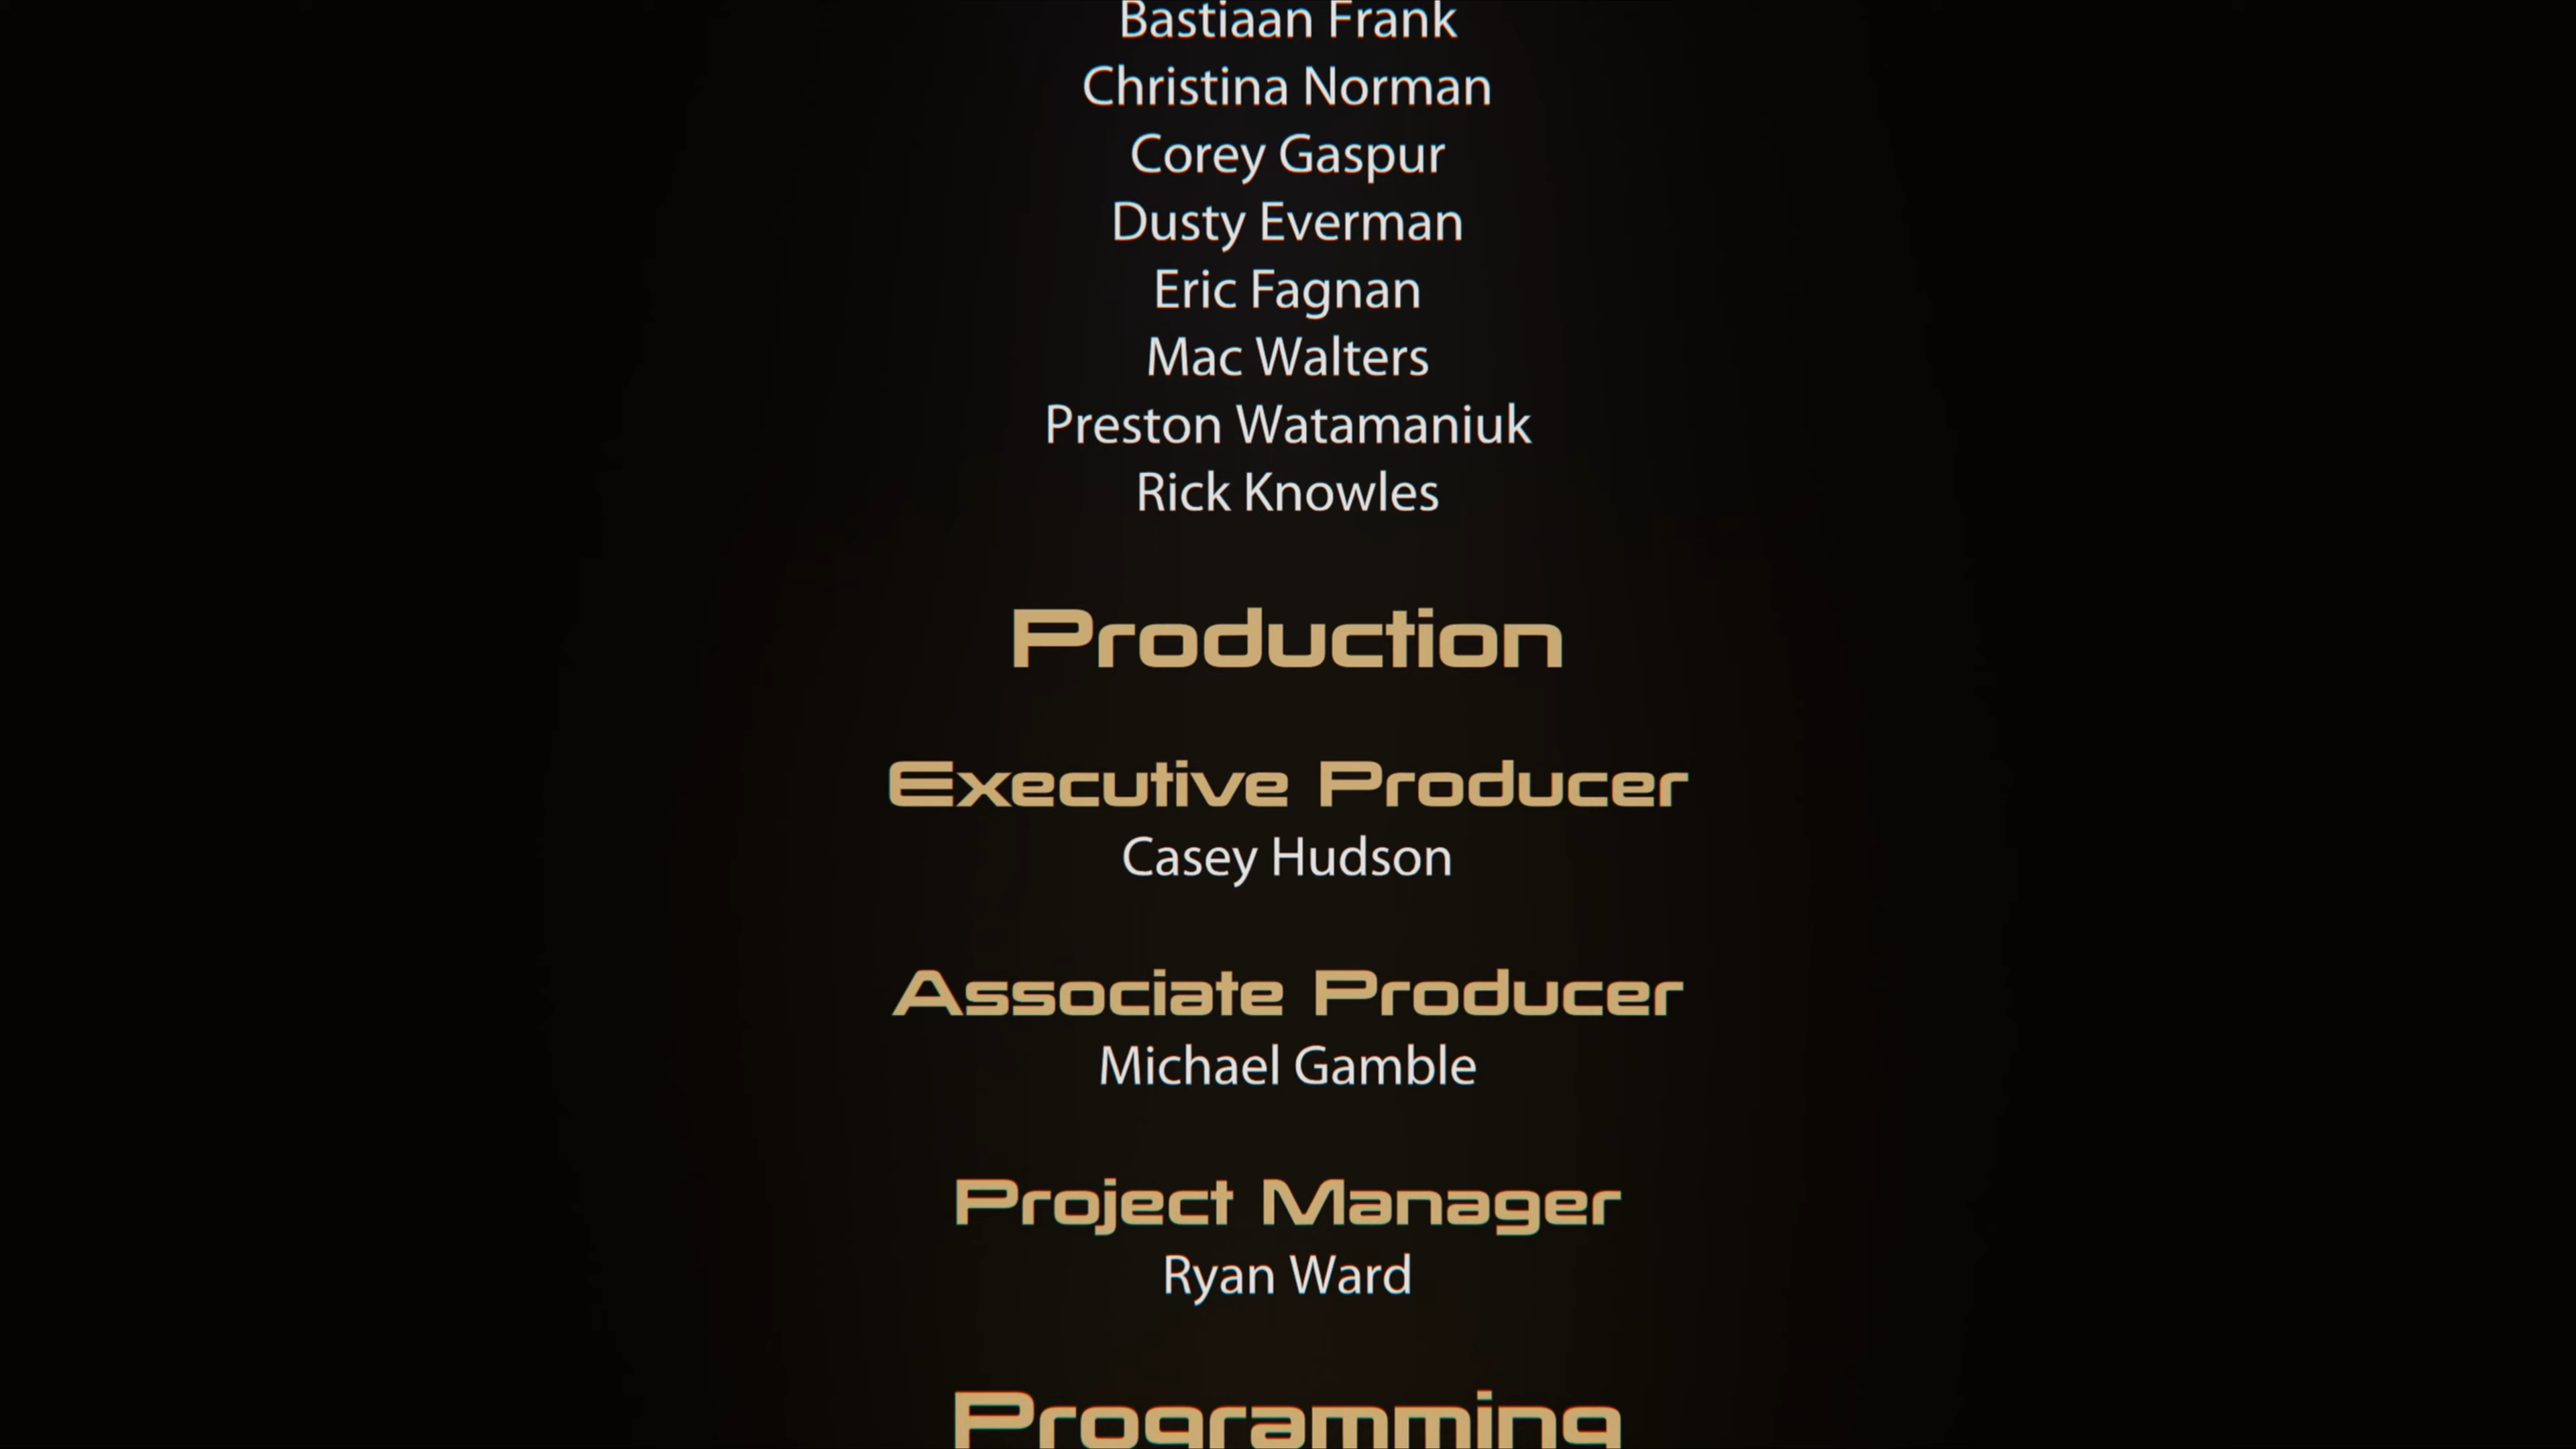 Bastiaan Frank
Christina Norman
Corey Gaspur
Dusty Everman
Eric Fagnan
Mac Walters
Preston Watamaniuk
Rick Knowles
Production
Executive Producer
Casey Hudson
Associate Producer
Michael Gamble
Project Manager
Ryan Ward
Programming